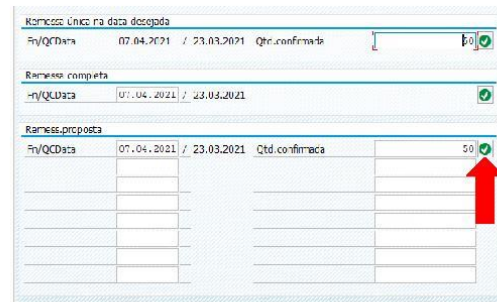 Remessa única na data desejada
Fn/QCData 07.04.2021 / 23.03.2021 Qtd.confirmada 50
Remessa completa
Fn/QCData 07.04.2021 / 23.03.2021
Remess.proposta
Fn/QCData 07.04.2021 / 23.03.2021 Qtd.confirmada 50